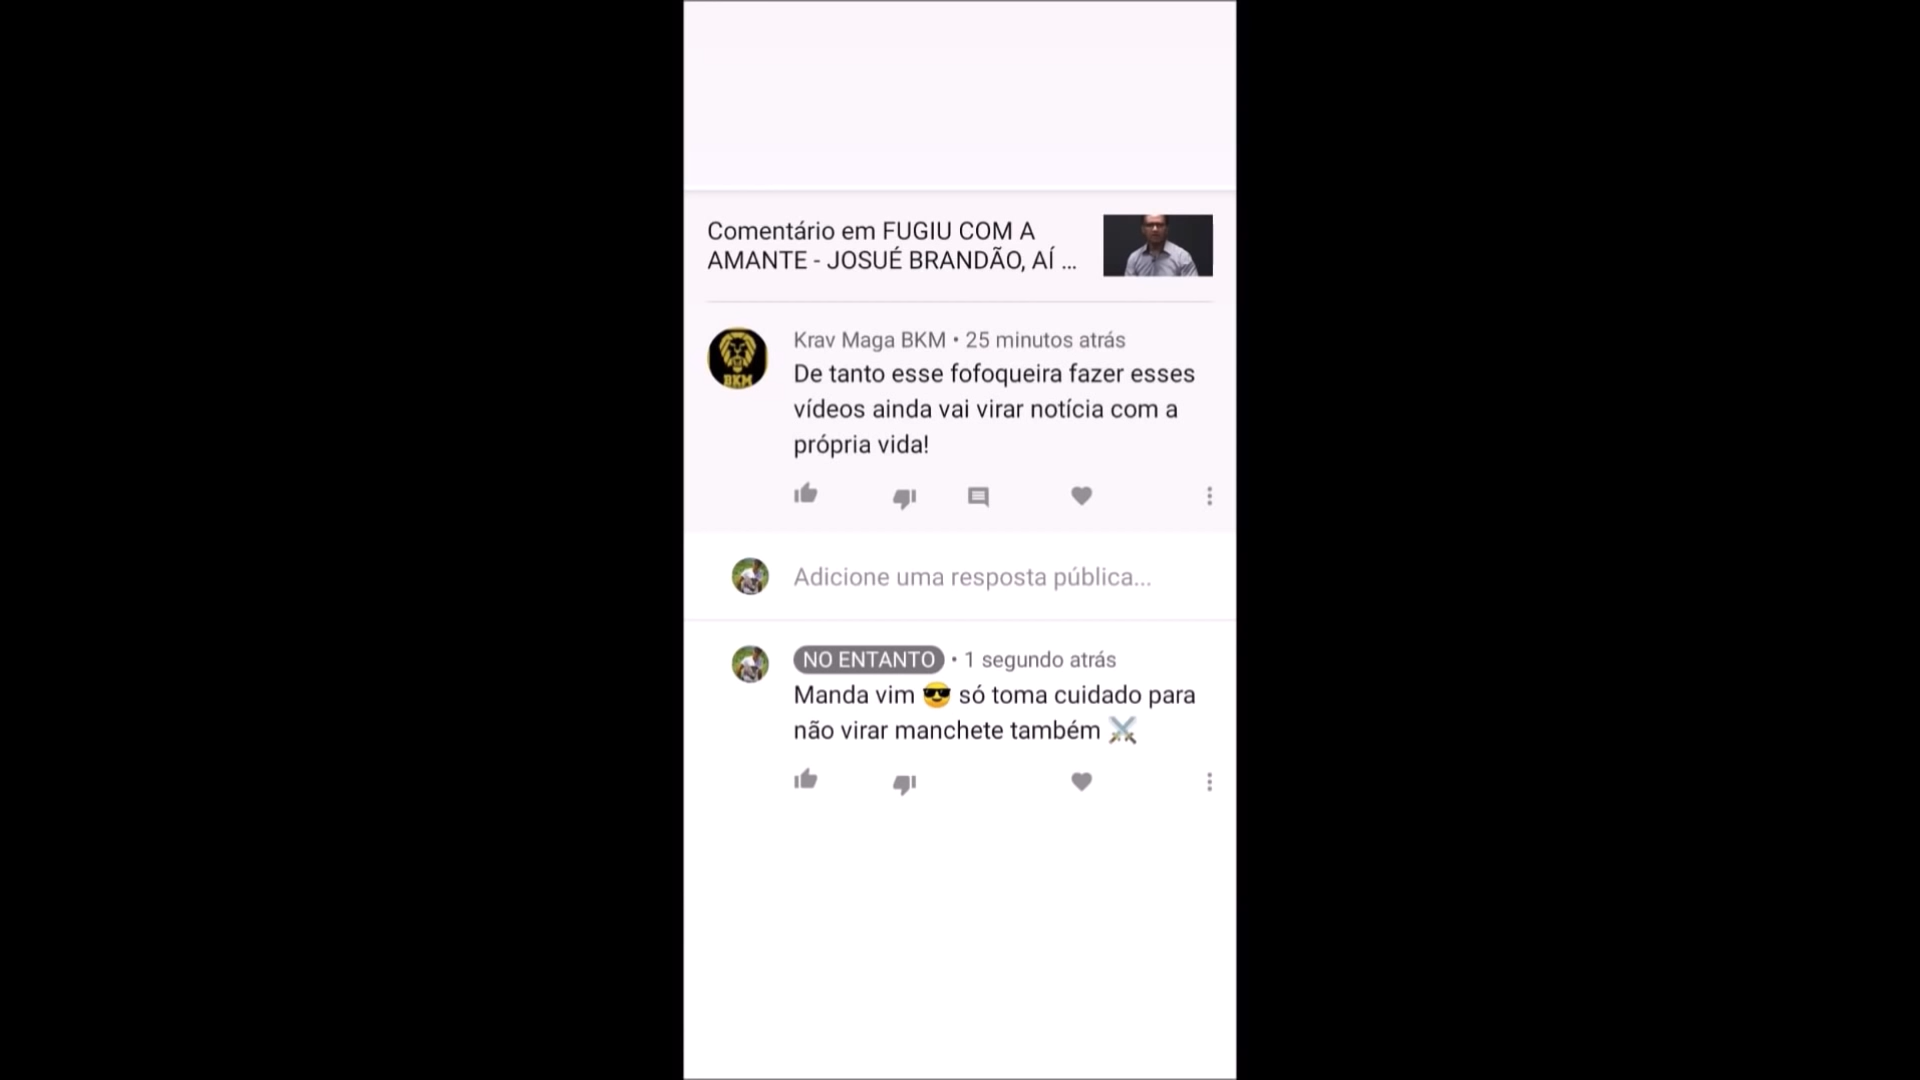 Comentário em FUGIU COM A
AMANTE - JOSUÉ BRANDÃO, AÍ ...
Krav Maga BKM • 25 minutos atrás
De tanto esse fofoqueira fazer esses
vídeos ainda vai virar notícia com a
própria vida!
BKM
Adicione uma resposta pública...
NO ENTANTO • 1 segundo atrás
Manda vim 😎 só toma cuidado para
não virar manchete também ⚔️